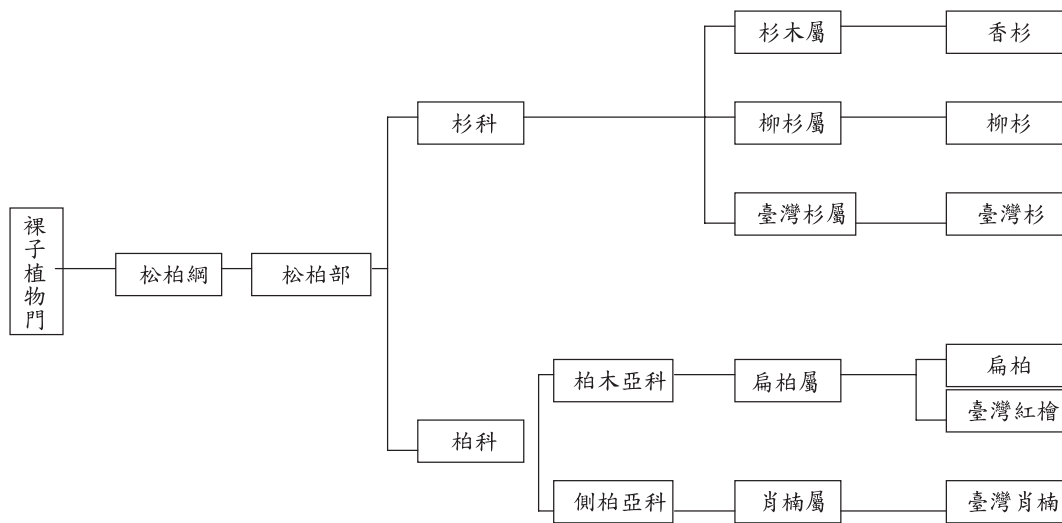 裸子植物門
松柏綱
松柏部
杉科
杉木屬
香杉
柳杉屬
柳杉
臺灣杉屬
臺灣杉
柏科
柏木亞科
扁柏屬
扁柏
臺灣紅檜
側柏亞科
肖楠屬
臺灣肖楠